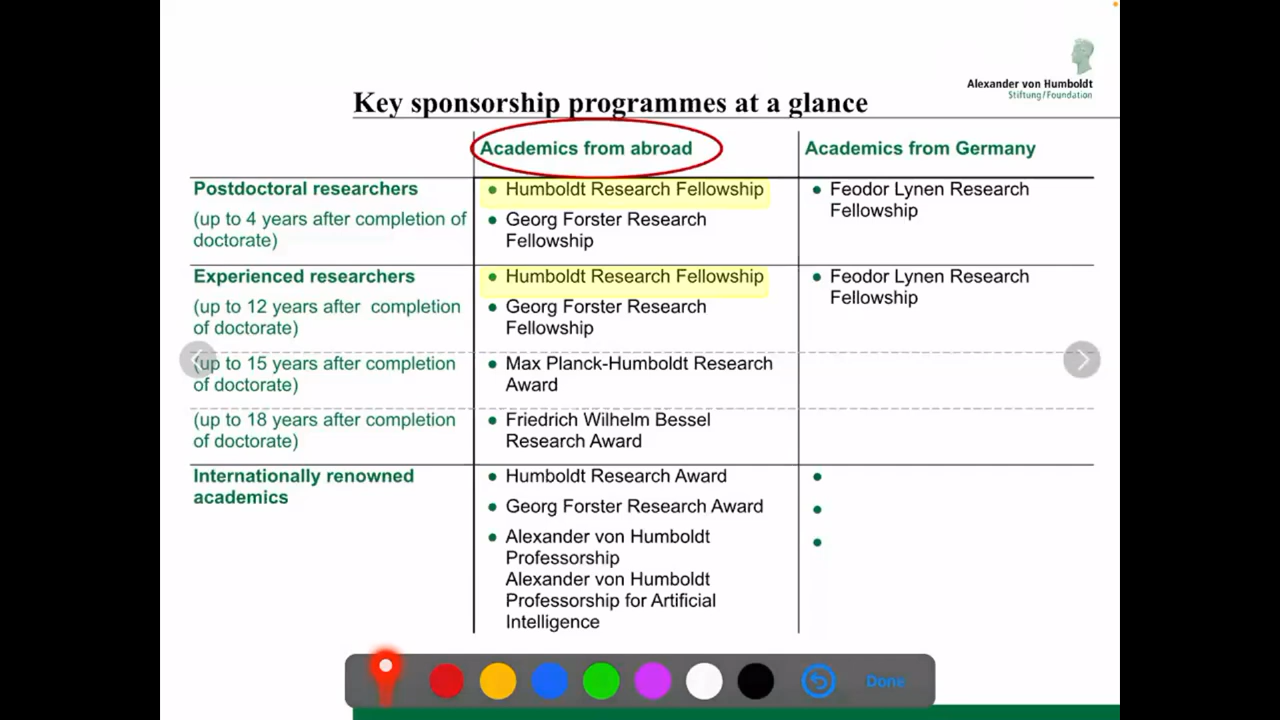 Alexander von Humboldt
Stiftung/Foundation
Key sponsorship programmes at a glance
Academics from abroad
Academics from Germany
Postdoctoral researchers
(up to 4 years after completion of
doctorate)
• Humboldt Research Fellowship
• Georg Forster Research
Fellowship
• Feodor Lynen Research
Fellowship
Experienced researchers
(up to 12 years after completion
of doctorate)
• Humboldt Research Fellowship
• Georg Forster Research
Fellowship
• Feodor Lynen Research
Fellowship
(up to 15 years after completion
of doctorate)
• Max Planck-Humboldt Research
Award
(up to 18 years after completion
of doctorate)
• Friedrich Wilhelm Bessel
Research Award
Internationally renowned
academics
• Humboldt Research Award
• Georg Forster Research Award
• Alexander von Humboldt
Professorship
Alexander von Humboldt
Professorship for Artificial
Intelligence
Done